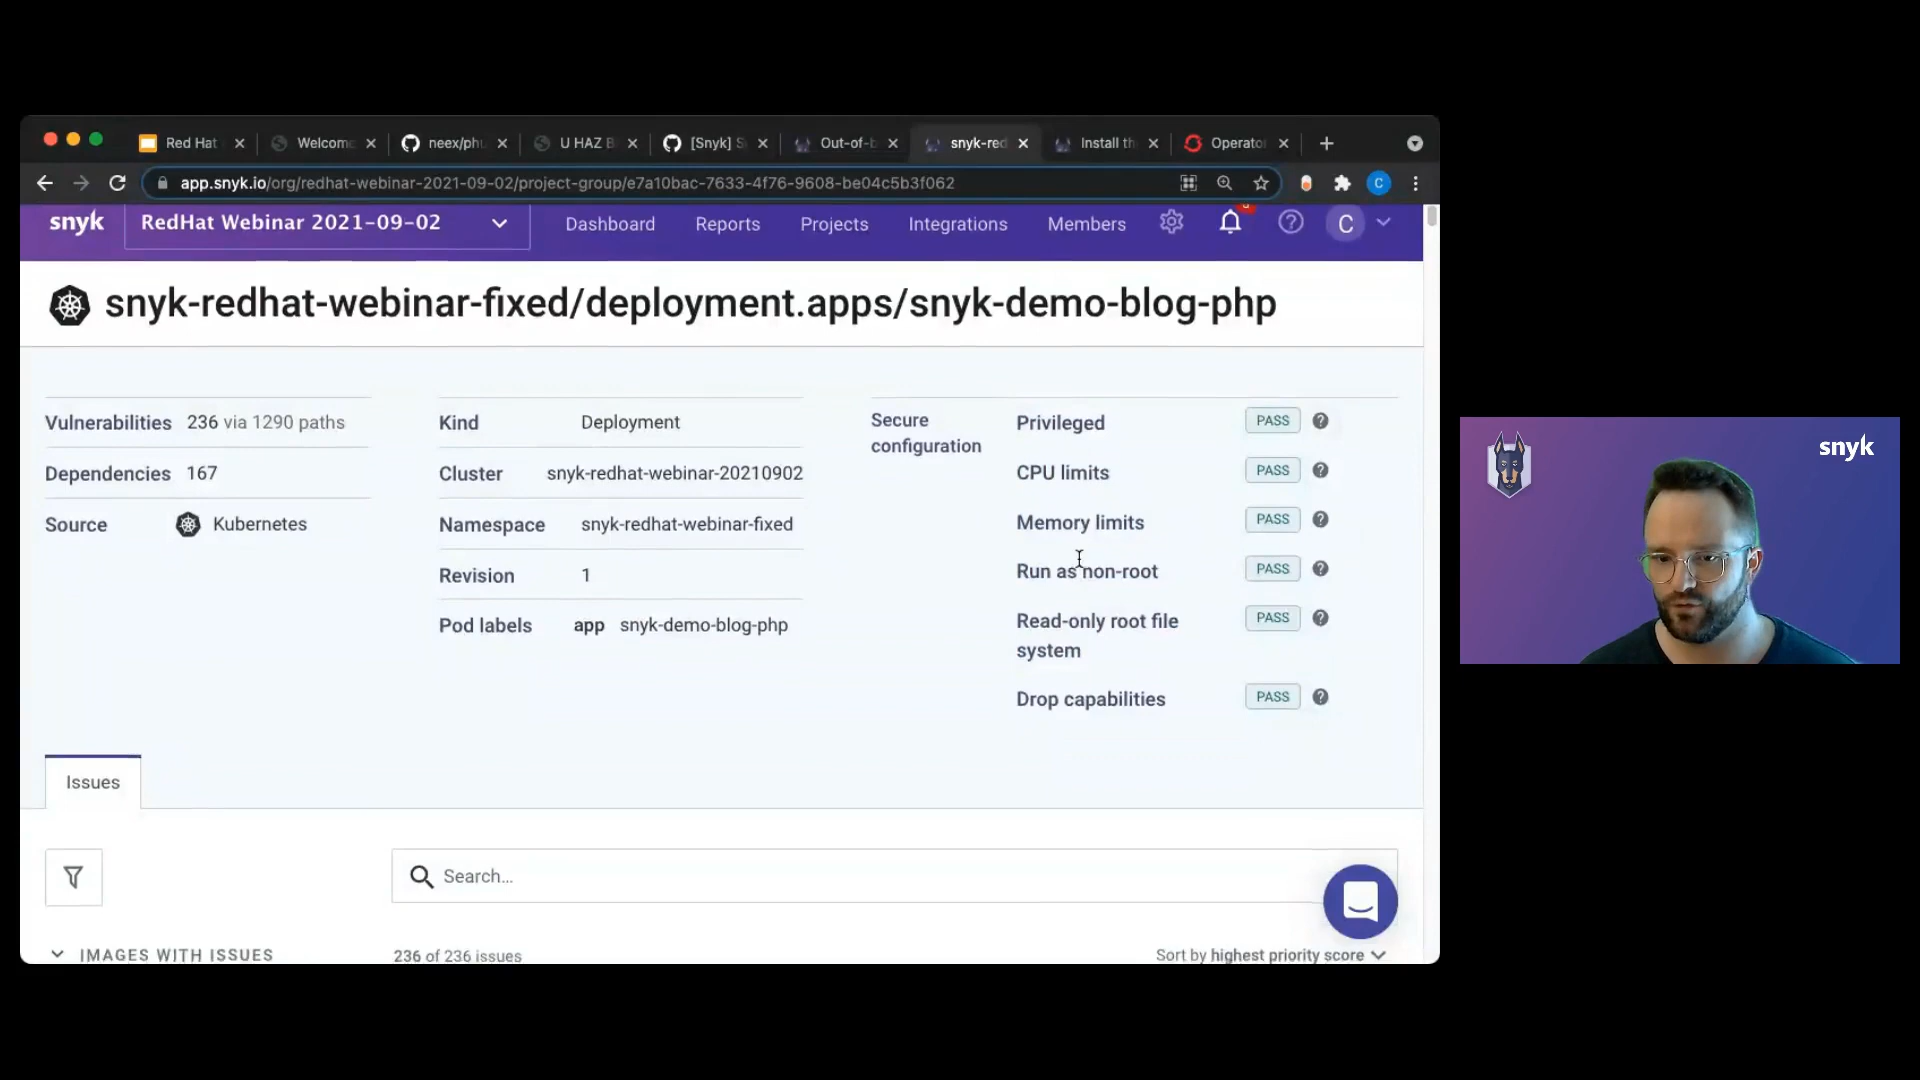 Red Hat
Welcome
neex/phu
U HAZ B
[Snyk] S
Out-of-b
snyk-red
Install th
Operator
app.snyk.io/org/redhat-webinar-2021-09-02/project-group/e7a10bac-7633-4f76-9608-be04c5b3f062
C
snyk
RedHat Webinar 2021-09-02
Dashboard
Reports
Projects
Integrations
Members
C
snyk-redhat-webinar-fixed/deployment.apps/snyk-demo-blog-php
Vulnerabilities 236 via 1290 paths
Dependencies 167
Source Kubernetes
Kind Deployment
Cluster snyk-redhat-webinar-20210902
Namespace snyk-redhat-webinar-fixed
Revision 1
Pod labels app snyk-demo-blog-php
Secure
configuration
Privileged PASS
CPU limits PASS
Memory limits PASS
Run as non-root PASS
Read-only root file PASS
system
Drop capabilities PASS
Issues
Search...
IMAGES WITH ISSUES
236 of 236 issues
Sort by highest priority score
snyk